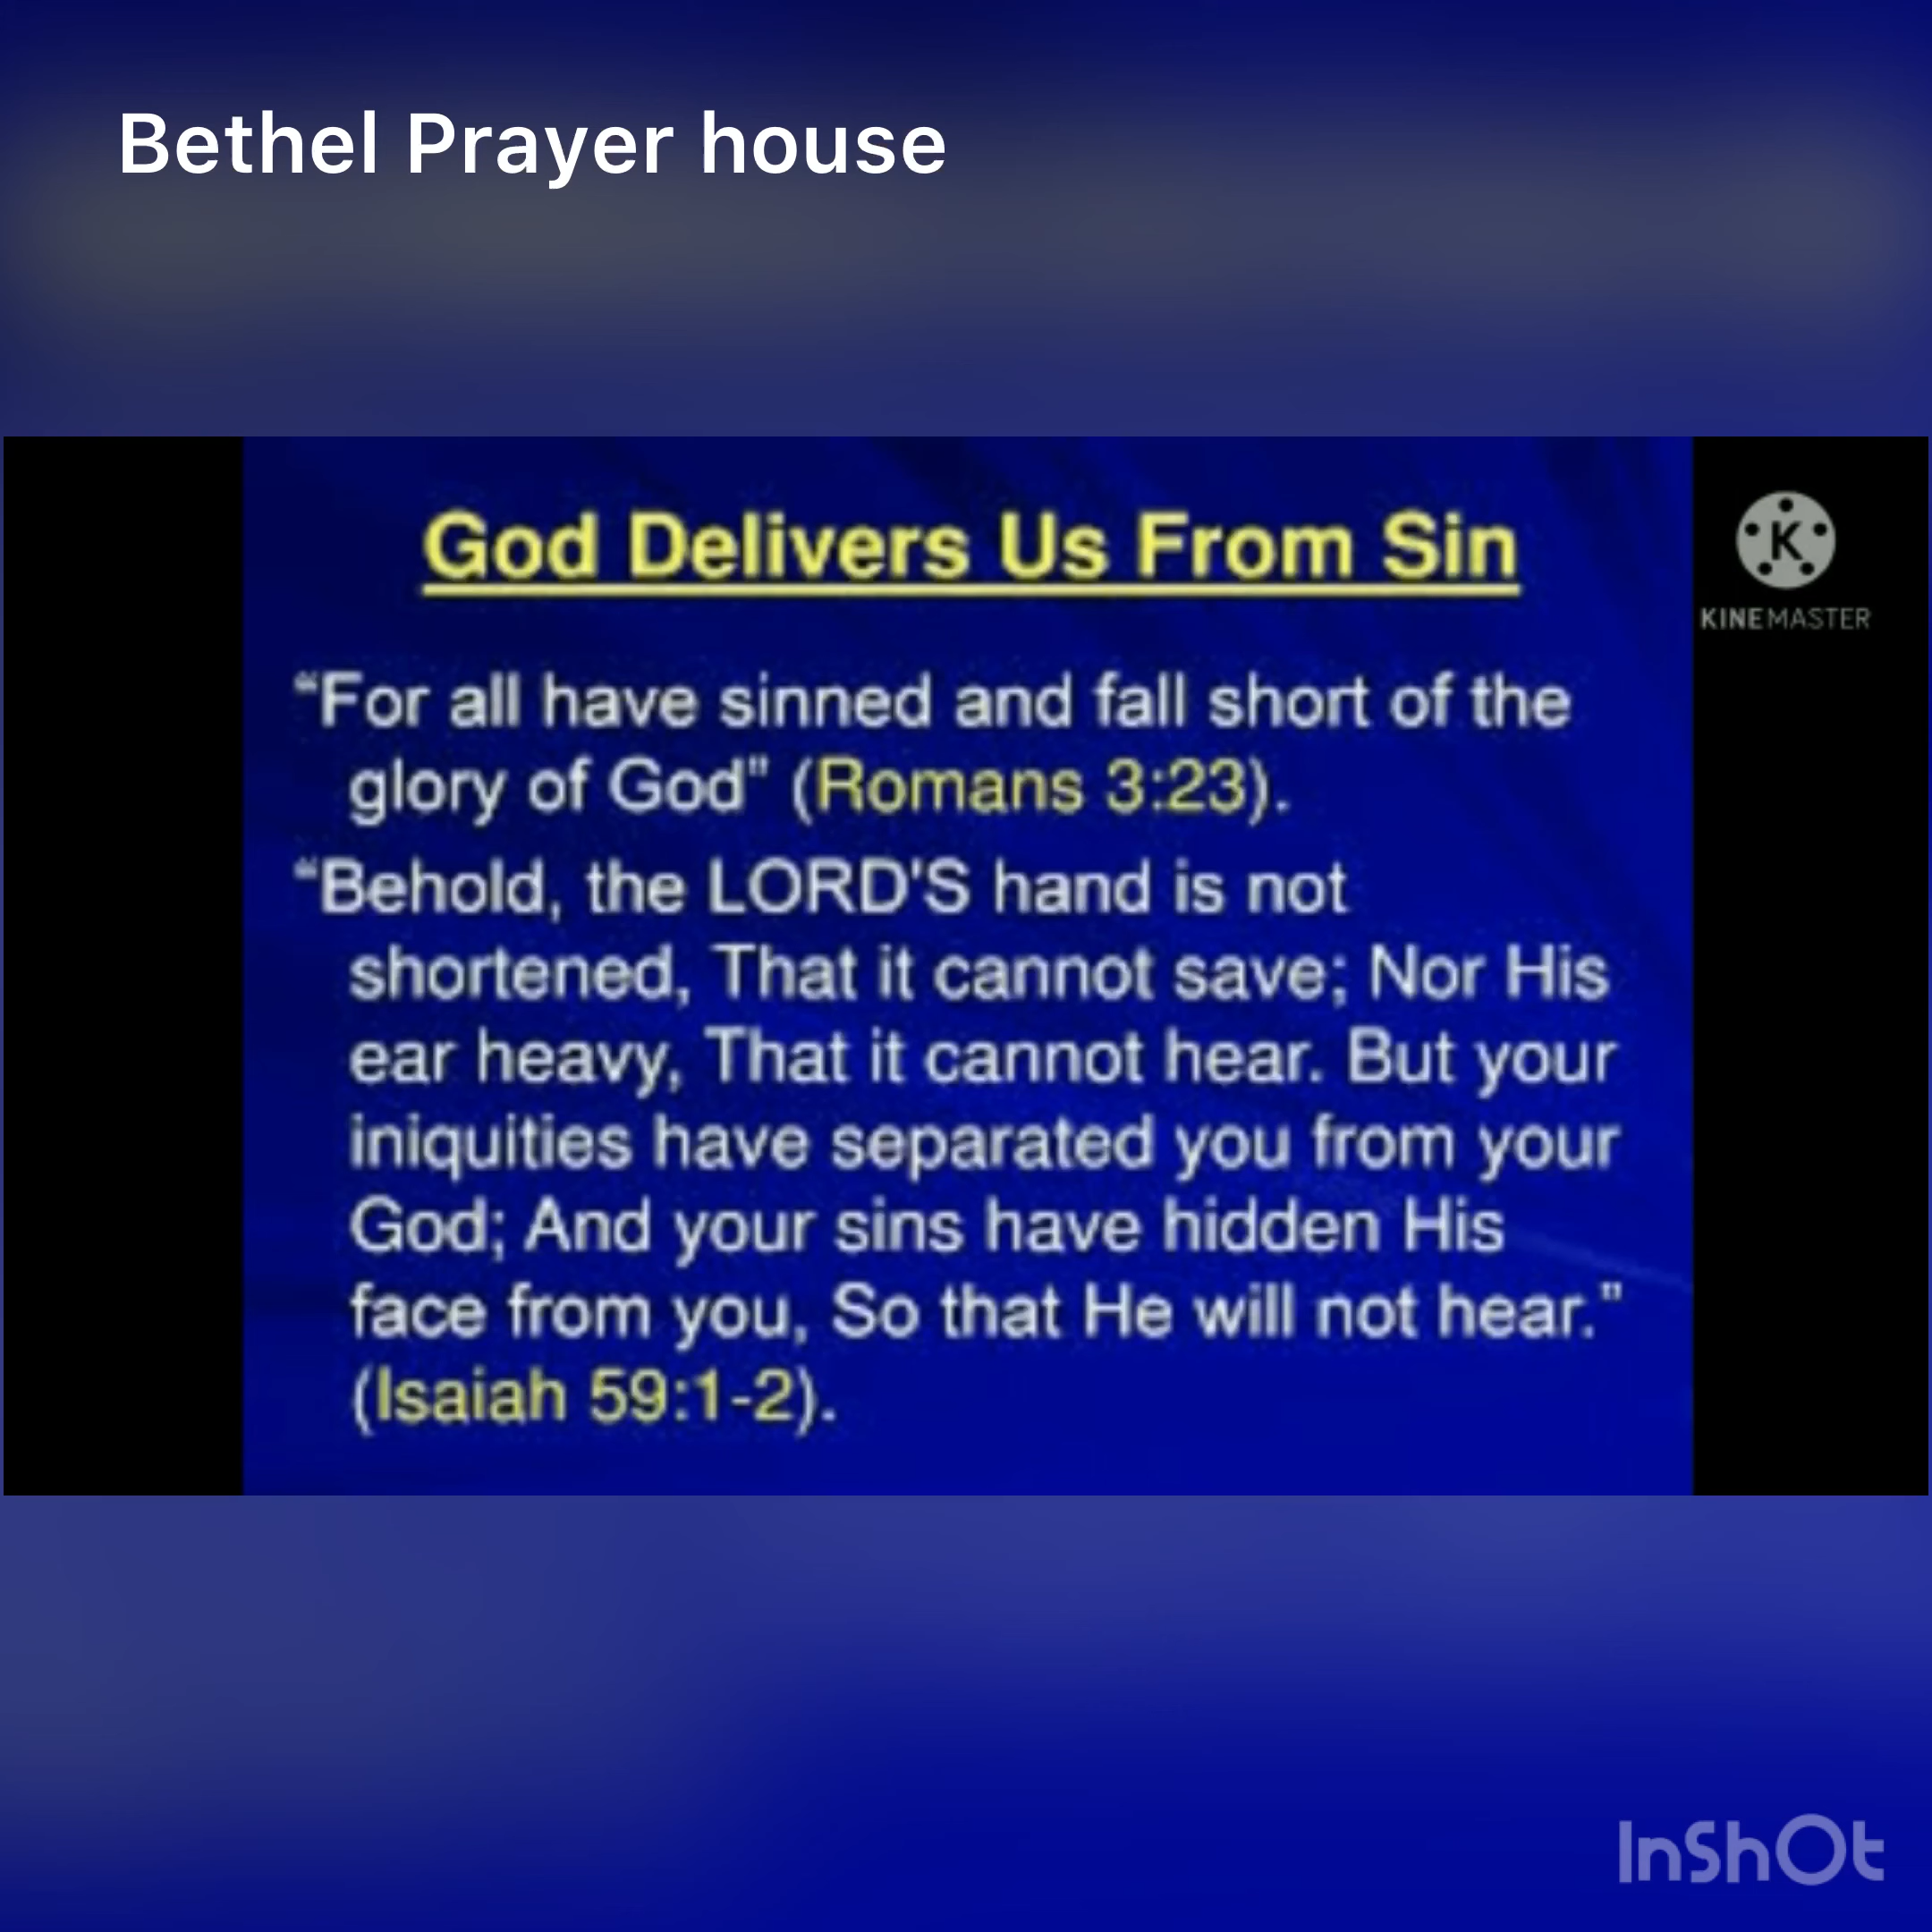 Bethel Prayer house
God Delivers Us From Sin
KINEMASTER
“For all have sinned and fall short of the
glory of God” (Romans 3:23).
“Behold, the LORD'S hand is not
shortened, That it cannot save; Nor His
ear heavy, That it cannot hear. But your
iniquities have separated you from your
God; And your sins have hidden His
face from you, So that He will not hear.”
(Isaiah 59:1-2).
InShOt